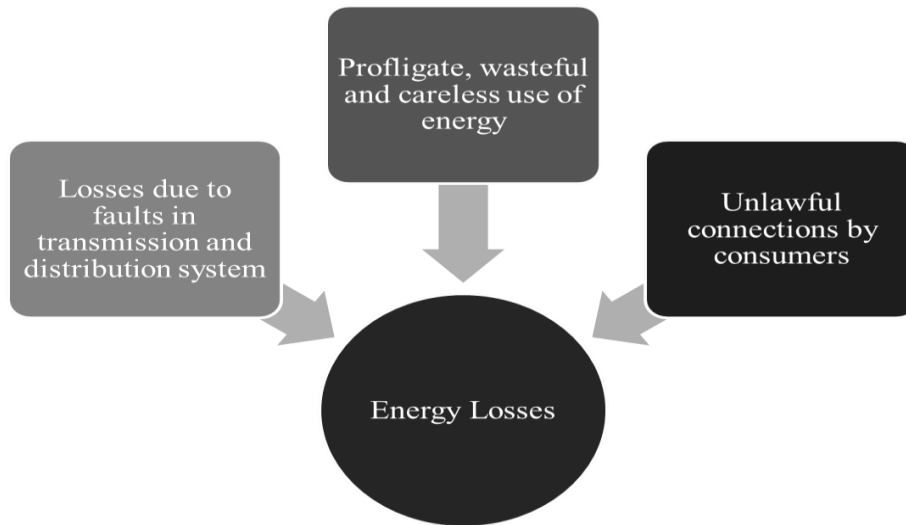 Profligate, wasteful
and careless use of
energy
Losses due to
faults in
transmission and
distribution system
Unlawful
connections by
consumers
Energy Losses